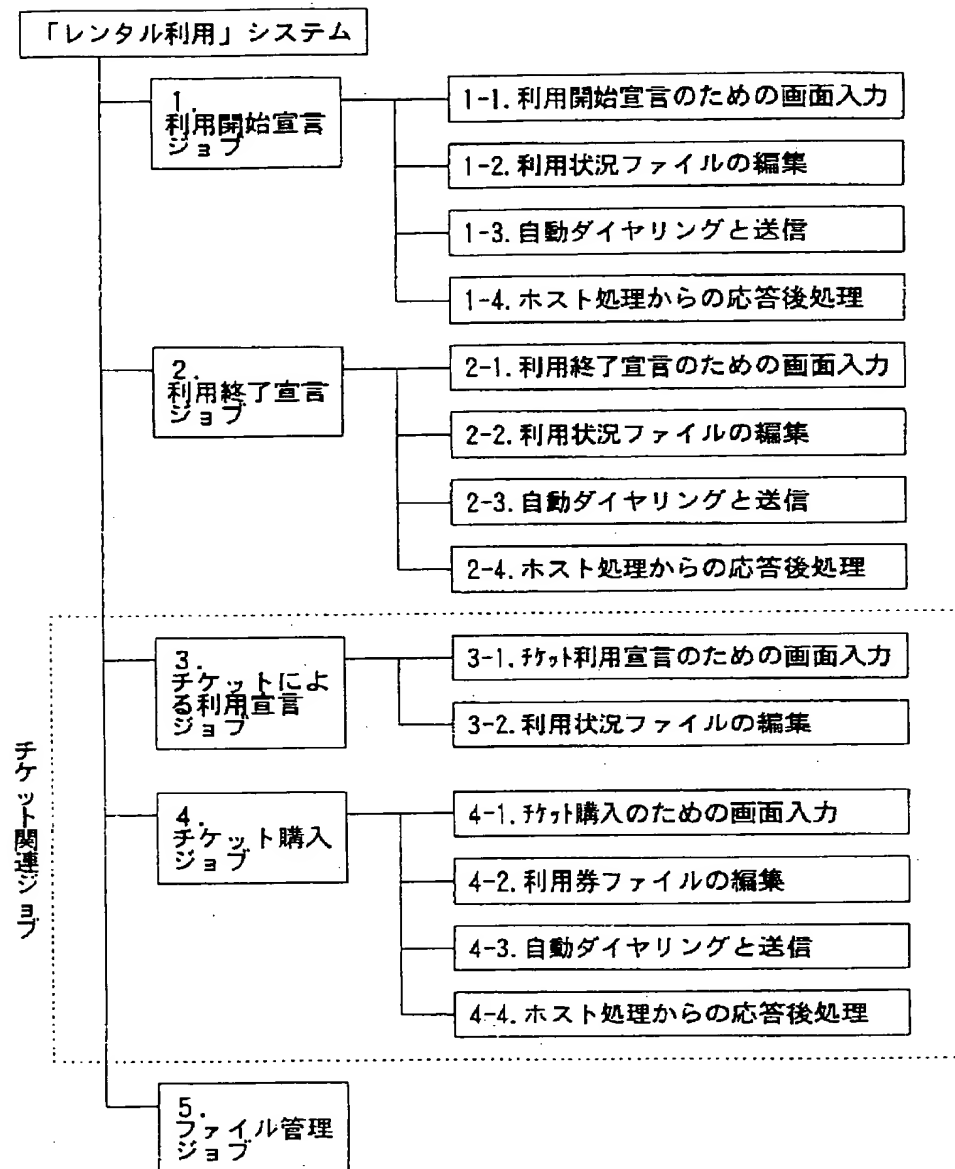 「レンタル利用」システム
1.
利用開始宣言
ジョブ
1-1.利用開始宣言のための画面入力
1-2.利用状況ファイルの編集
1-3.自動ダイヤリングと送信
1-4.ホスト処理からの応答後処理
2.
利用終了宣言
ジョブ
2-1.利用終了宣言のための画面入力
2-2.利用状況ファイルの編集
2-3.自動ダイヤリングと送信
2-4.ホスト処理からの応答後処理
チケット関連ジョブ
3.
チケットによ
る利用宣言
ジョブ
3-1.ﾁｹｯﾄ利用宣言のための画面入力
3-2.利用状況ファイルの編集
4.
チケット購入
ジョブ
4-1.ﾁｹｯﾄ購入のための画面入力
4-2.利用券ファイルの編集
4-3.自動ダイヤリングと送信
4-4.ホスト処理からの応答後処理
5.
ファイル管理
ジョブ